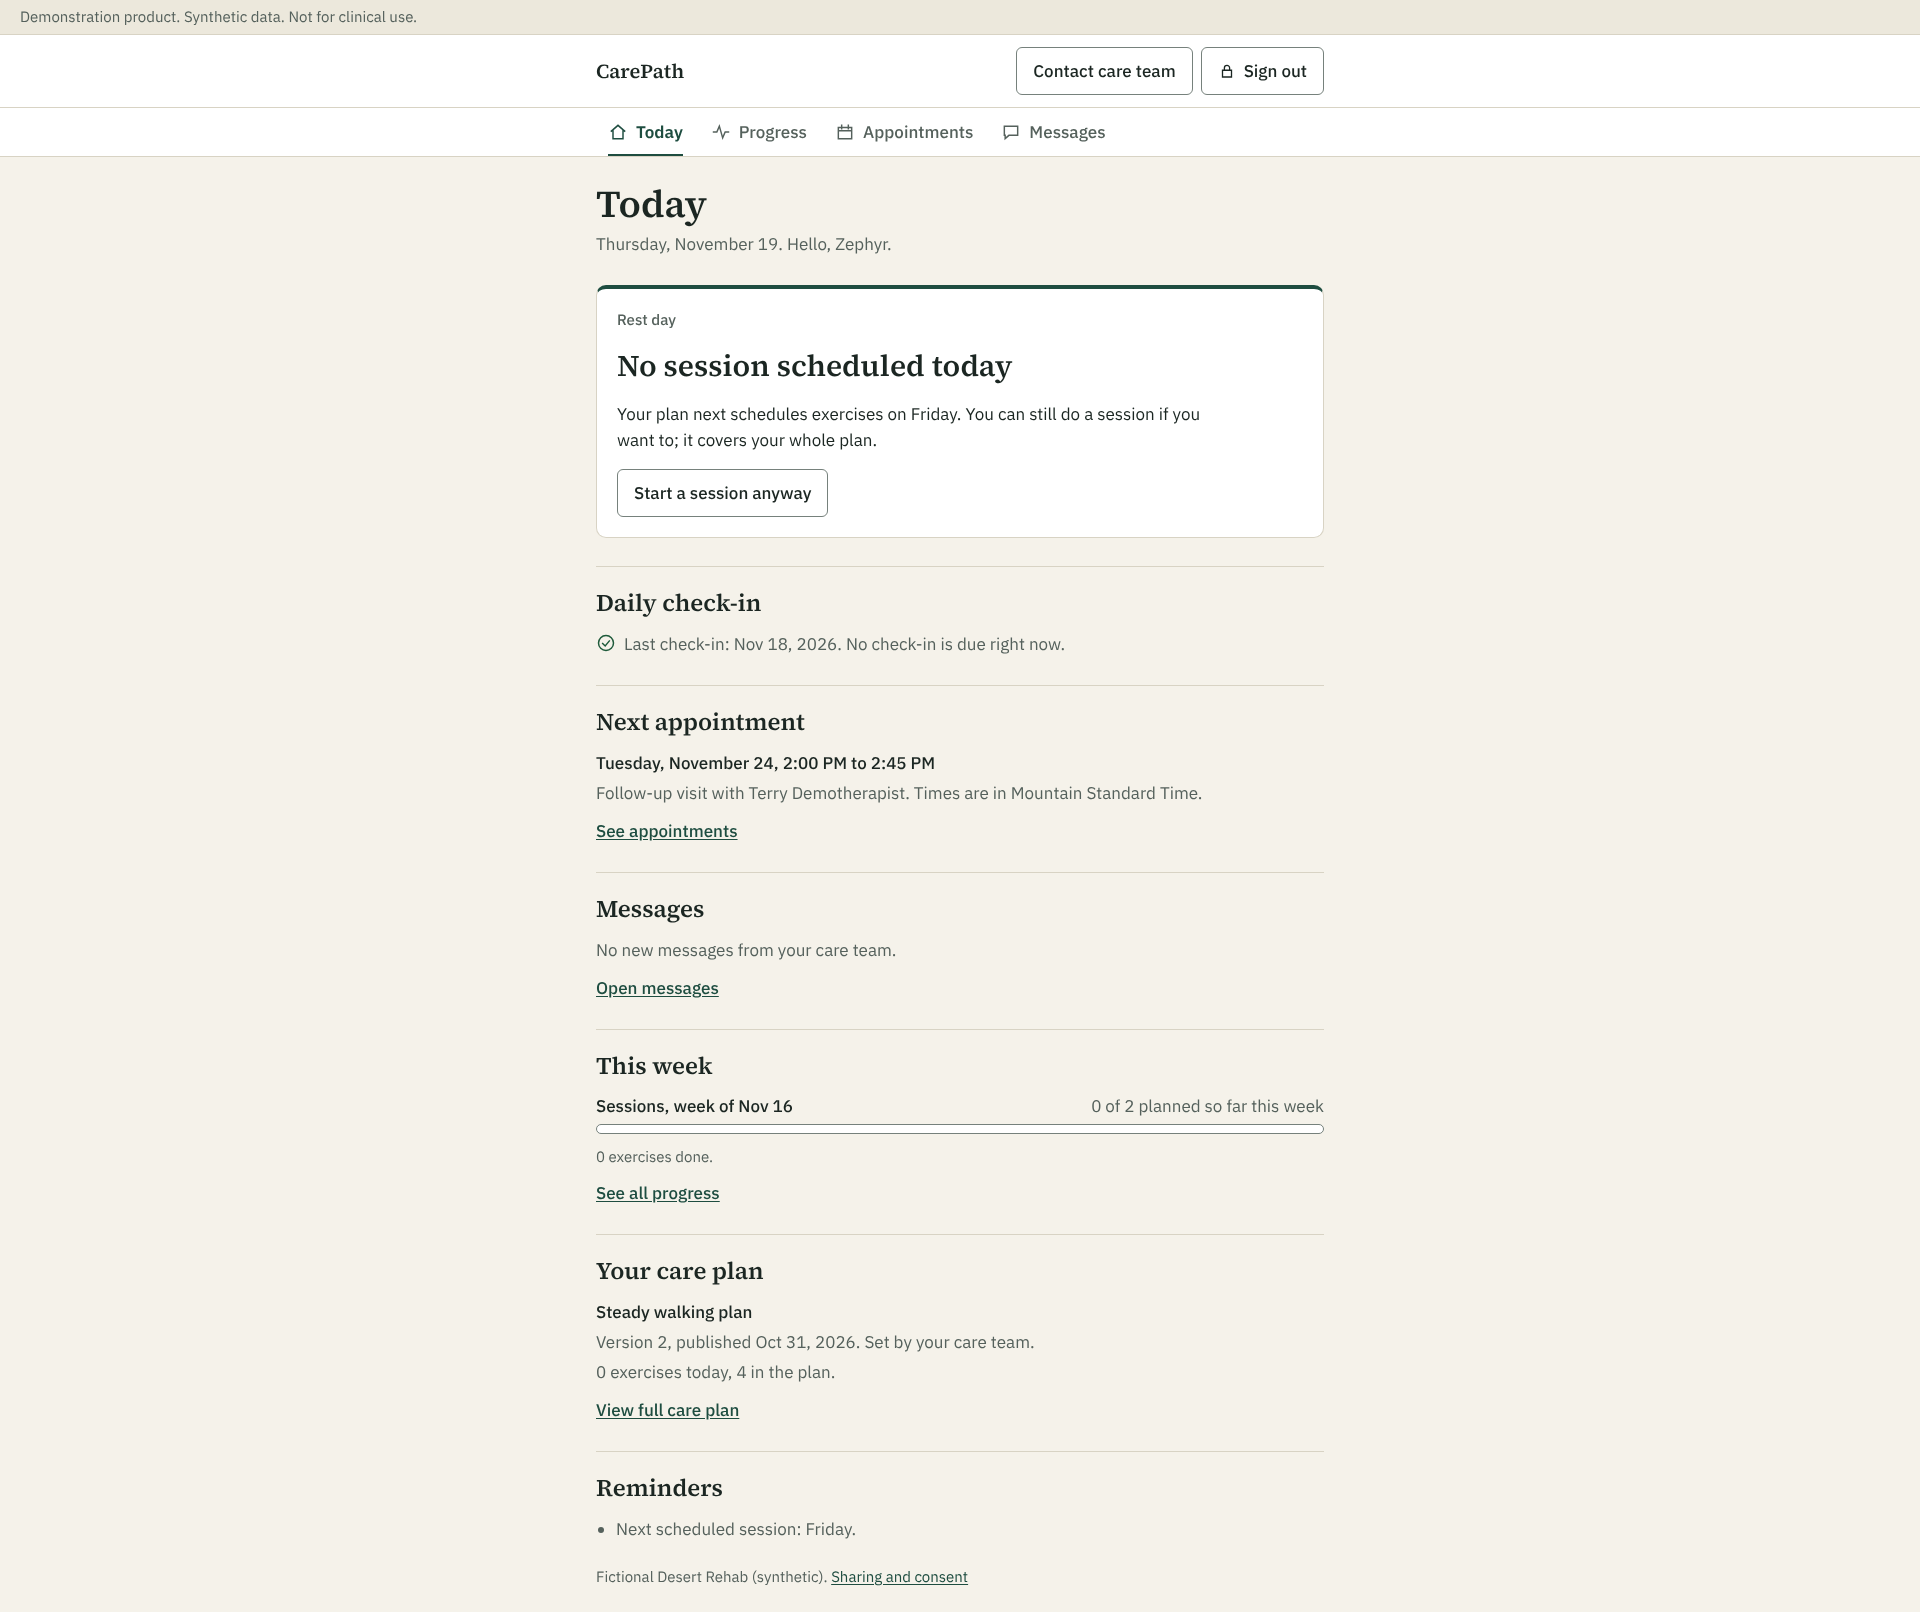 Demonstration product. Synthetic data. Not for clinical use.
CarePath
Contact care team
Sign out
Today
Progress
Appointments
Messages
Today
Thursday, November 19. Hello, Zephyr.
Rest day
No session scheduled today
Your plan next schedules exercises on Friday. You can still do a session if you
want to; it covers your whole plan.
Start a session anyway
Daily check-in
Last check-in: Nov 18, 2026. No check-in is due right now.
Next appointment
Tuesday, November 24, 2:00 PM to 2:45 PM
Follow-up visit with Terry Demotherapist. Times are in Mountain Standard Time.
See appointments
Messages
No new messages from your care team.
Open messages
This week
Sessions, week of Nov 16
0 of 2 planned so far this week
0 exercises done.
See all progress
Your care plan
Steady walking plan
Version 2, published Oct 31, 2026. Set by your care team.
0 exercises today, 4 in the plan.
View full care plan
Reminders
Next scheduled session: Friday.
Fictional Desert Rehab (synthetic). Sharing and consent